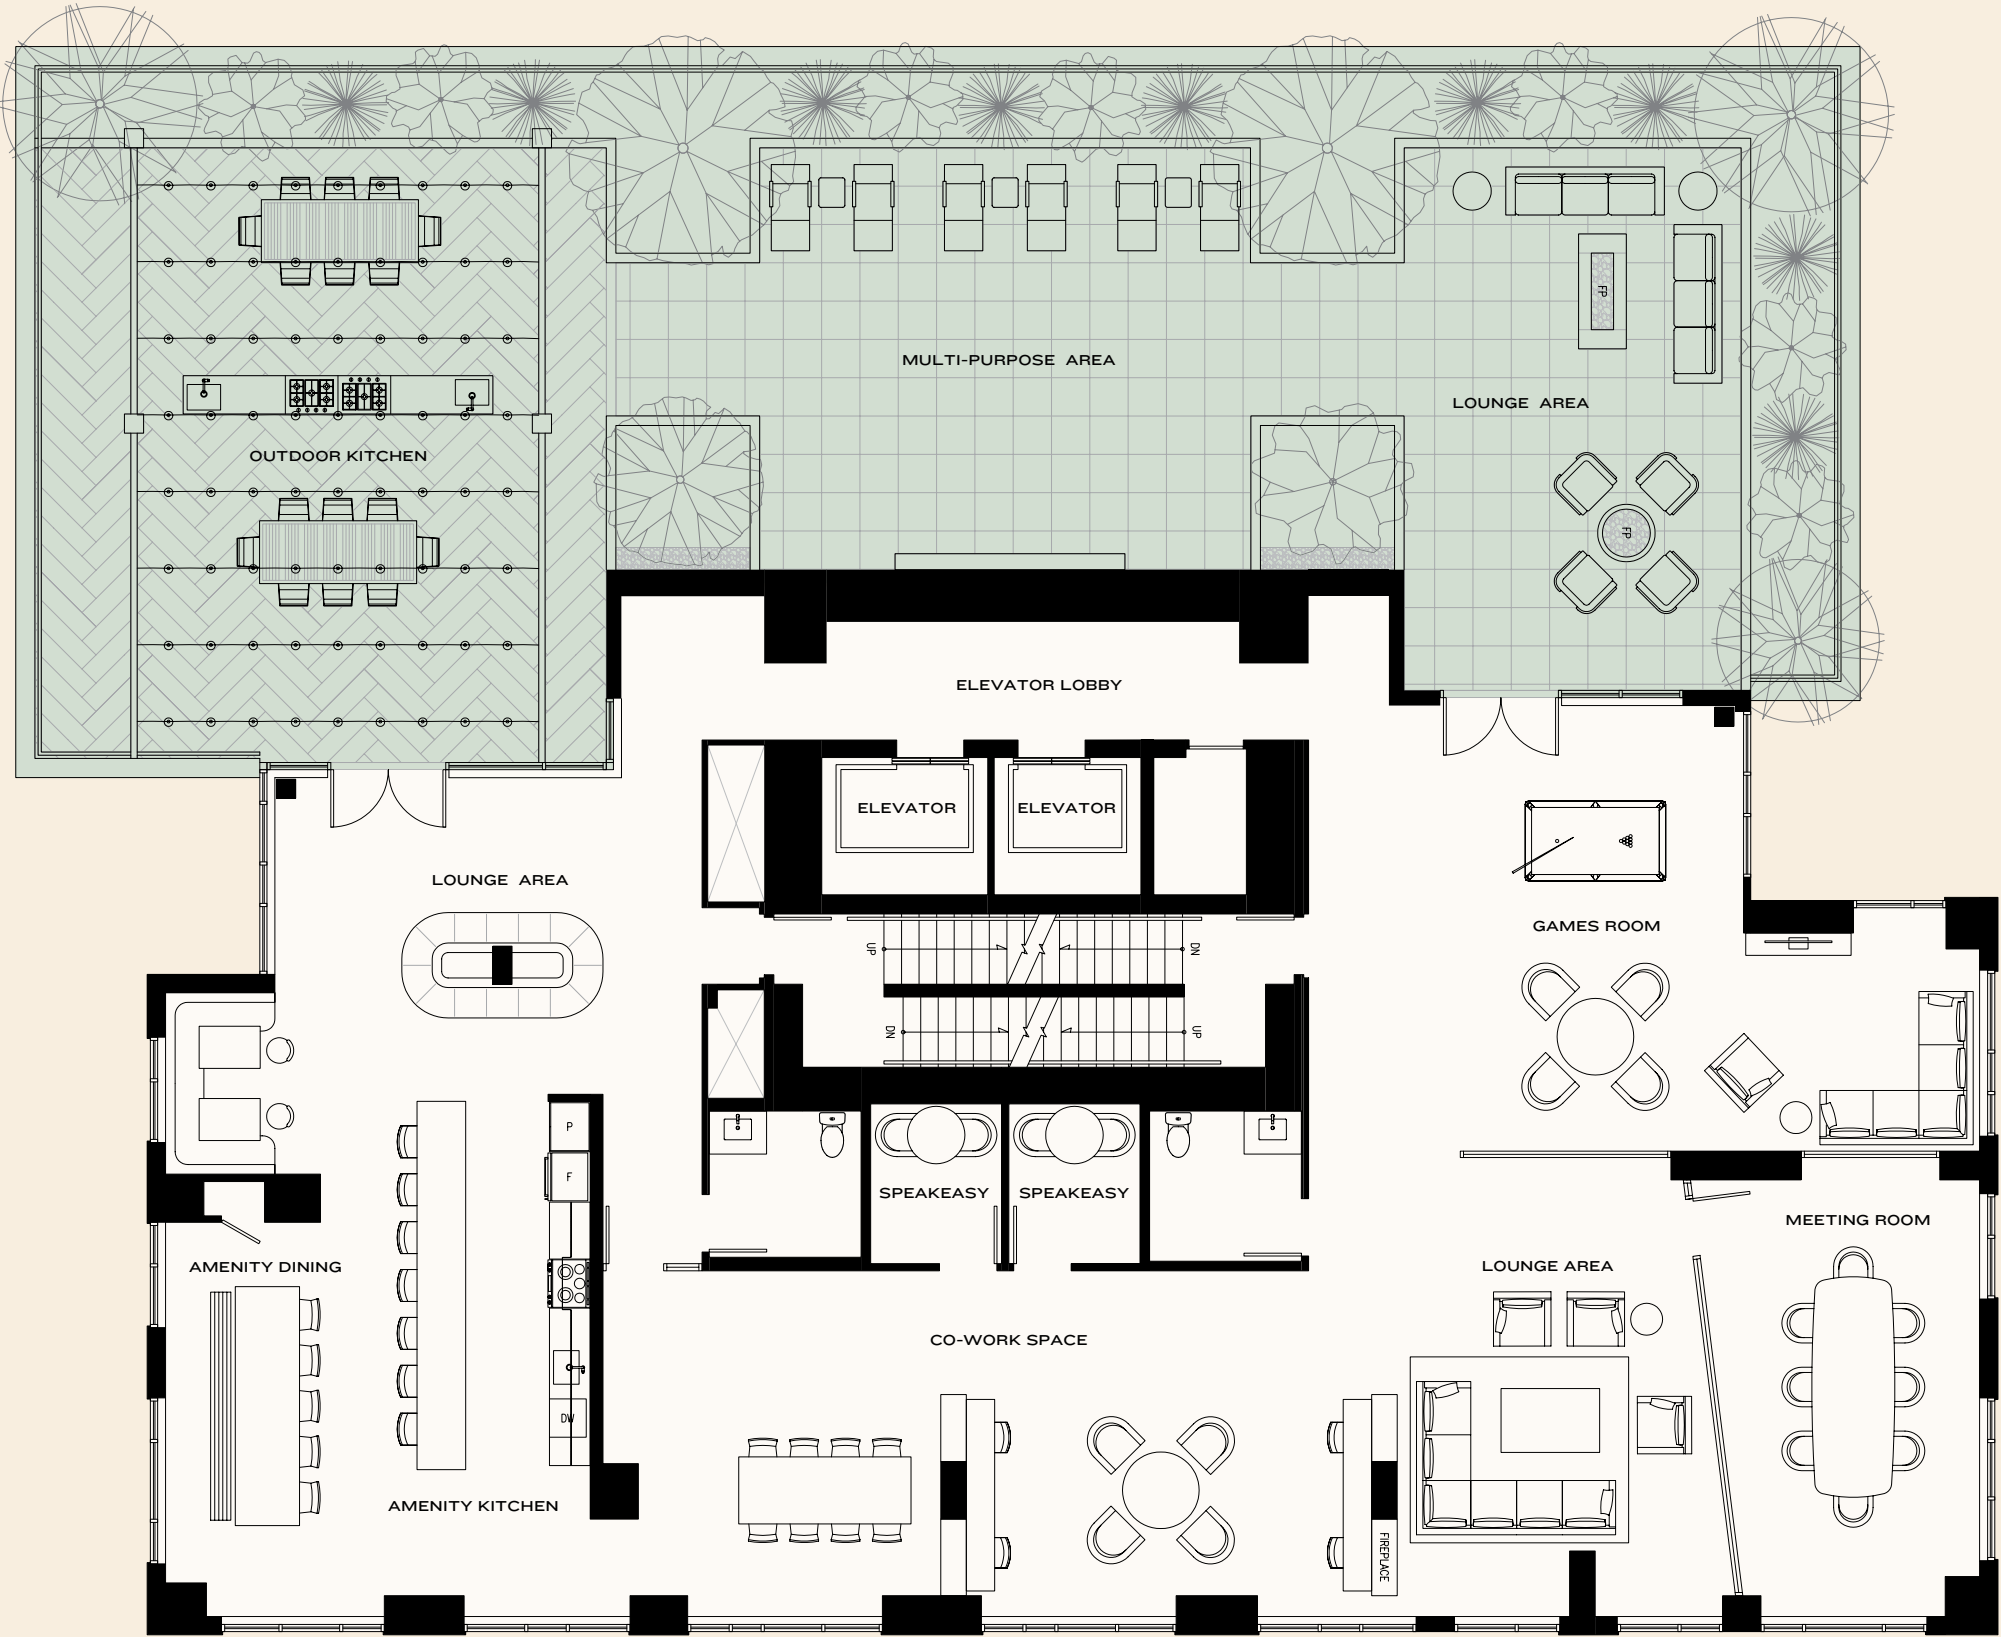 MULTI-PURPOSE AREA
FP
LOUNGE AREA
OUTDOOR KITCHEN
FP
ELEVATOR LOBBY
ELEVATOR
ELEVATOR
LOUNGE AREA
GAMES ROOM
UP
DN
DN
UP
P
F
SPEAKEASY
SPEAKEASY
MEETING ROOM
AMENITY DINING
LOUNGE AREA
CO-WORK SPACE
DW
AMENITY KITCHEN
FIREPLACE